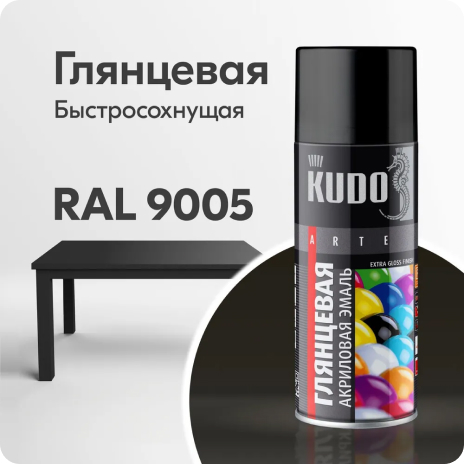 Глянцевая
Быстросохнущая
RAL 9005
KUDO
ARTE
EXTRA GLOSS FINISH
ГЛЯНЦЕВАЯ
АКРИЛОВАЯ ЭМАЛЬ